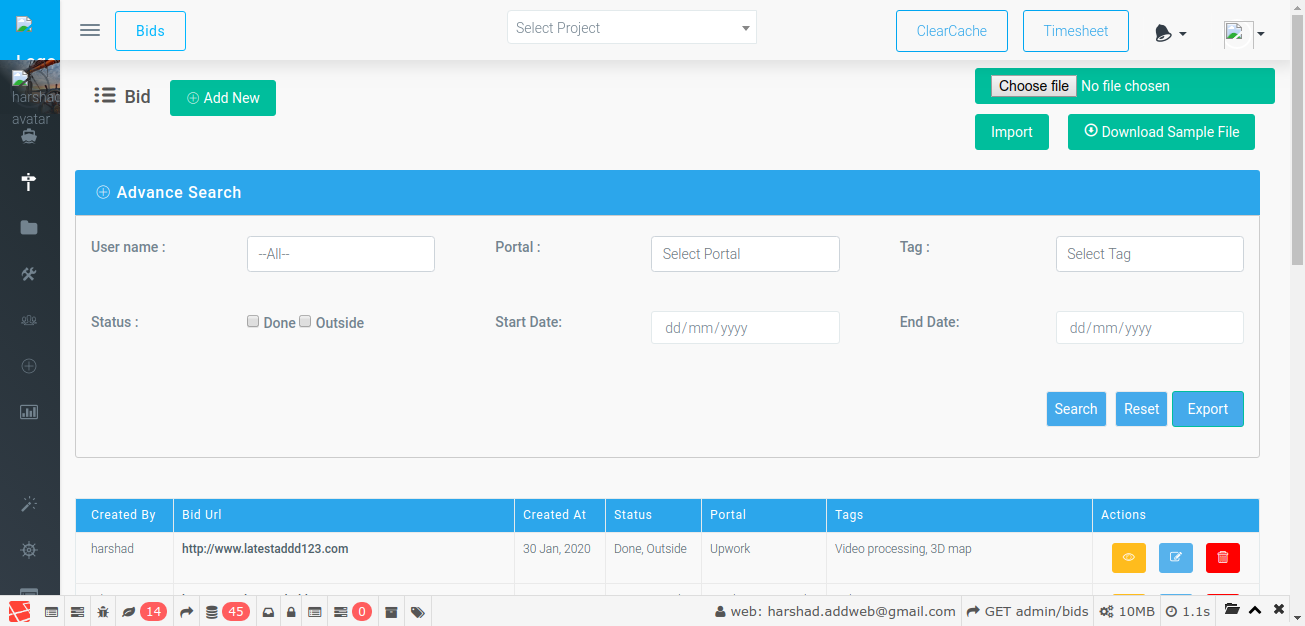 Bids
Select Project
ClearCache
Timesheet
harshad
avatar
Bid
Add New
Choose file No file chosen
Import
Download Sample File
Advance Search
User name :
--All--
Portal :
Select Portal
Tag :
Select Tag
Status :
Done Outside
Start Date:
dd/mm/yyyy
End Date:
dd/mm/yyyy
Search
Reset
Export
Created By Bid Url Created At Status Portal Tags Actions
harshad http://www.latestaddd123.com 30 Jan, 2020 Done, Outside Upwork Video processing, 3D map
14 45 0 web: harshad.addweb@gmail.com GET admin/bids 10MB 1.1s